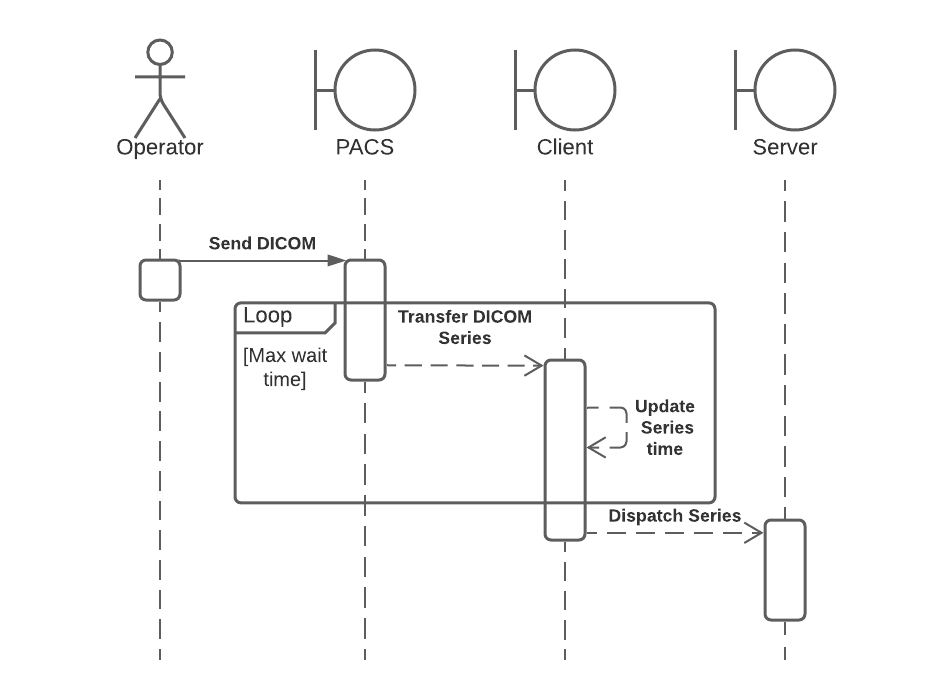 Operator
PACS
Client
Server
Send DICOM
Loop
[Max wait
time]
Transfer DICOM
Series
Update
Series
time
Dispatch Series